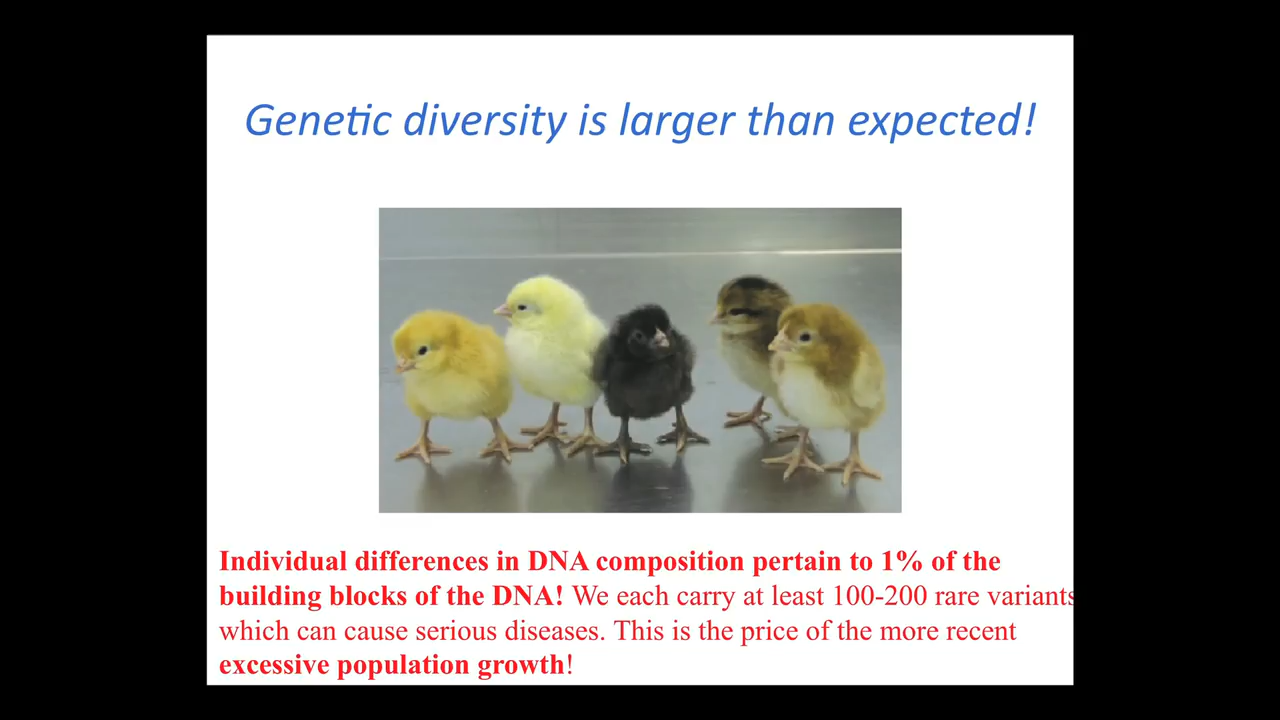 Genetic diversity is larger than expected!
Individual differences in DNA composition pertain to 1% of the
building blocks of the DNA! We each carry at least 100-200 rare variants
which can cause serious diseases. This is the price of the more recent
excessive population growth!